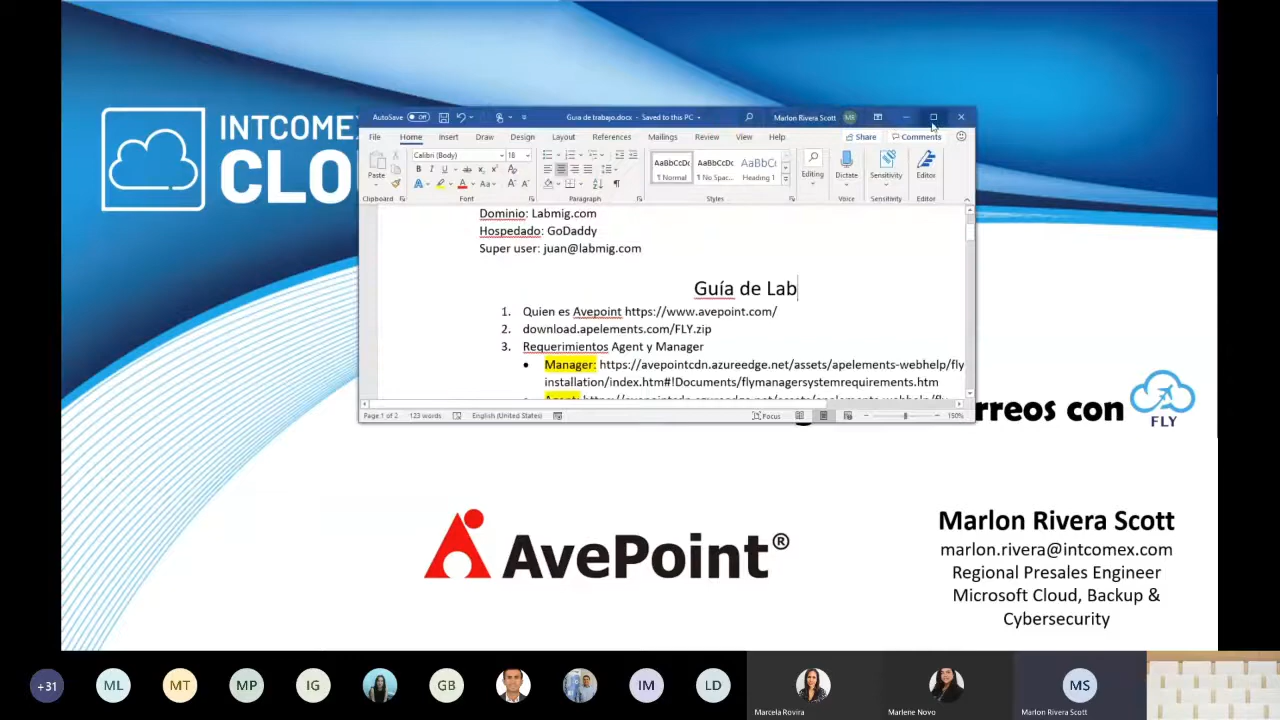 INTCOMEX
CLO
AutoSave Off
Guia de trabajo.docx - Saved to this PC
Marlon Rivera Scott MR
File Home Insert Draw Design Layout References Mailings Review View Help
Share Comments
Paste
Calibri (Body) 18
AaBbCcDc AaBbCcDc AaBbC
1 Normal 1 No Spac... Heading 1
Editing Dictate Sensitivity Editor
Clipboard Font Paragraph Styles Voice Sensitivity Editor
Dominio: Labmig.com
Hospedado: GoDaddy
Super user: juan@labmig.com
Guía de Lab
1. Quien es Avepoint https://www.avepoint.com/
2. download.apelements.com/FLY.zip
3. Requerimientos Agent y Manager
• Manager: https://avepointcdn.azureedge.net/assets/apelements-webhelp/fly
installation/index.htm#!Documents/flymanagersystemrequirements.htm
Page 1 of 2 123 words English (United States) Focus 150%
rreos con
FLY
AvePoint®
Marlon Rivera Scott
marlon.rivera@intcomex.com
Regional Presales Engineer
Microsoft Cloud, Backup &
Cybersecurity
+31 ML MT MP IG GB IM LD MS
Marcela Rovira Marlene Novo Marlon Rivera Scott